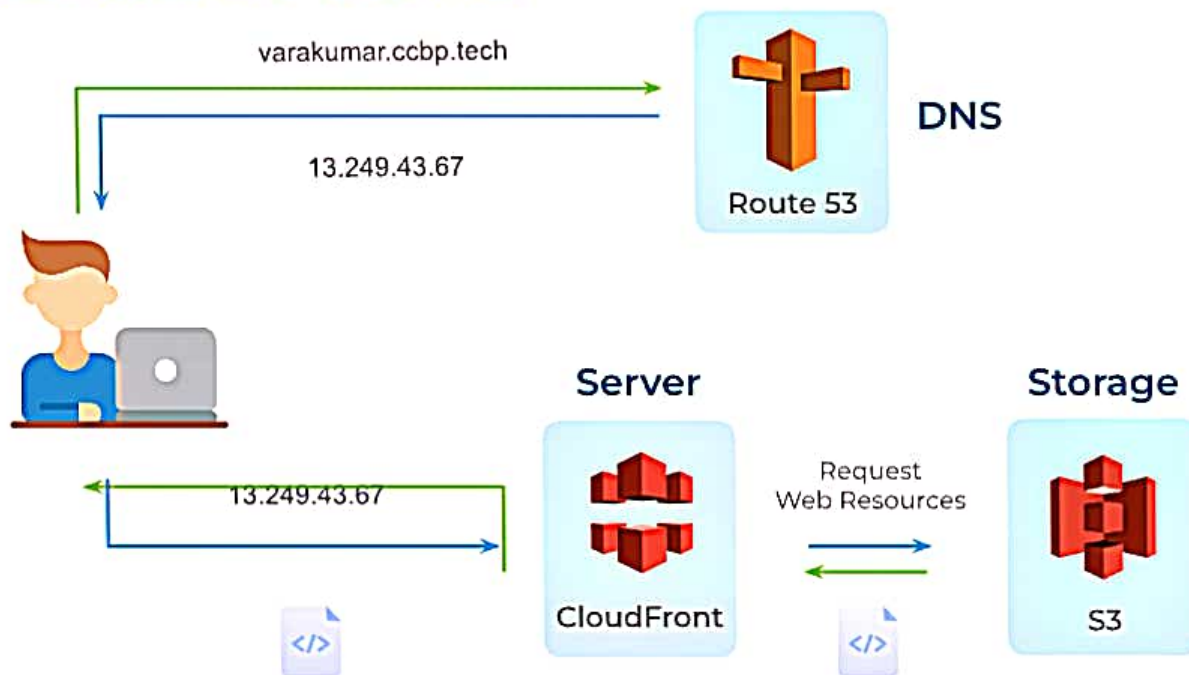 varakumar.ccbp.tech
13.249.43.67
Route 53
DNS
Server
Storage
13.249.43.67
Request
Web Resources
</>
CloudFront
</>
S3